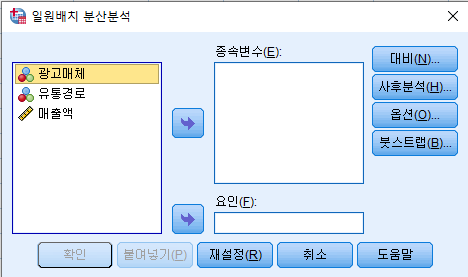 일원배치 분산분석
종속변수(E):
광고매체
유통경로
매출액
대비(N)...
사후분석(H)...
옵션(O)...
붓스트랩(B)...
요인(F):
확인
붙여넣기(P)
재설정(R)
취소
도움말